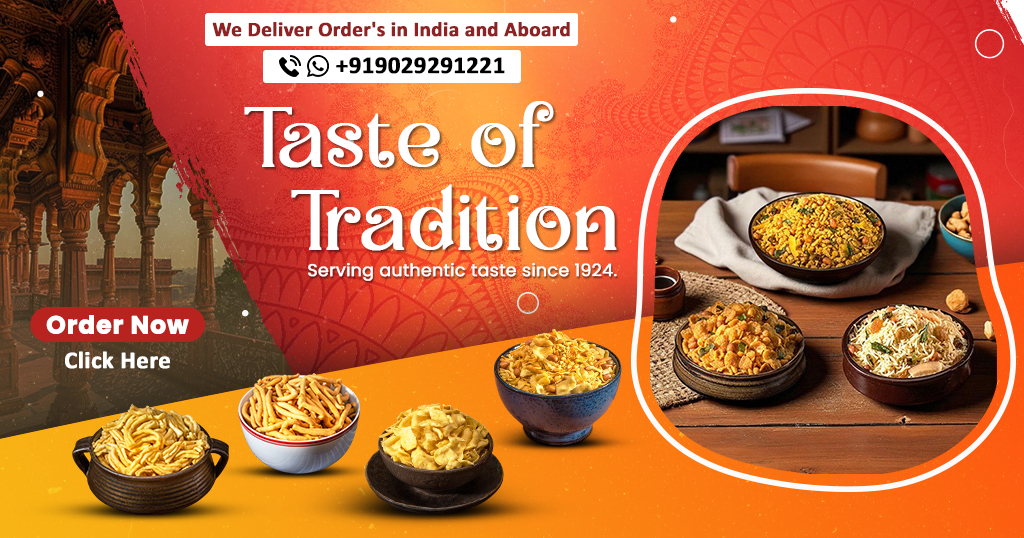 We Deliver Order's in India and Aboard
+919029291221
Taste of
Tradition
Serving authentic taste since 1924.
Order Now
Click Here